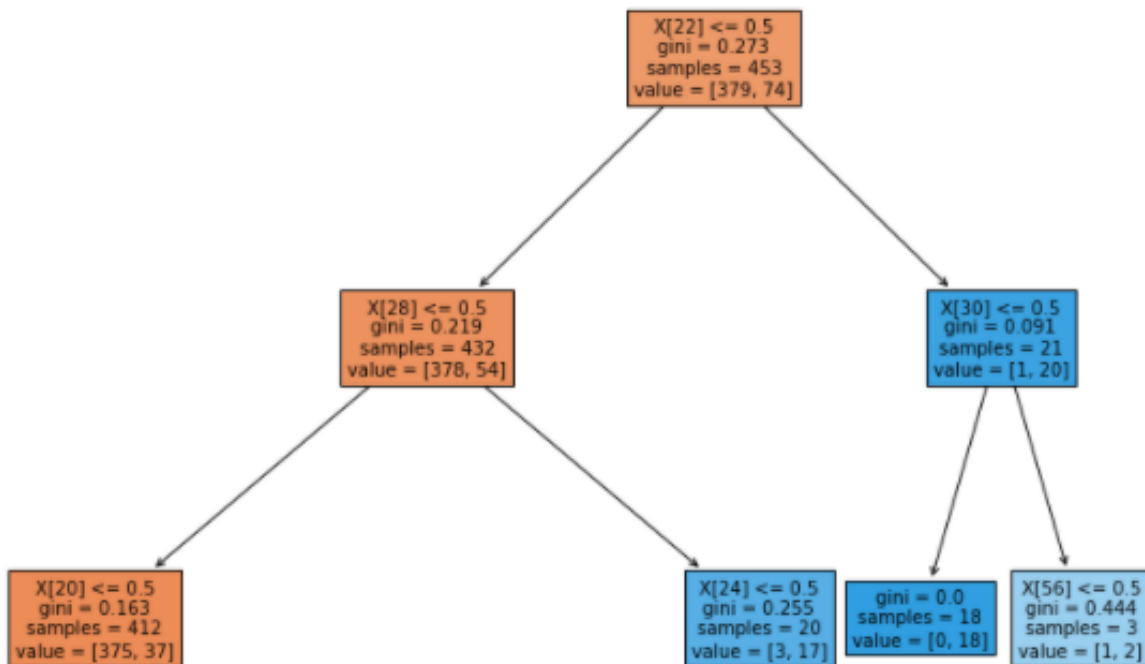 X[22] <= 0.5
gini = 0.273
samples = 453
value = [379, 74]
X[28] <= 0.5
gini = 0.219
samples = 432
value = [378, 54]
X[30] <= 0.5
gini = 0.091
samples = 21
value = [1, 20]
X[20] <= 0.5
gini = 0.163
samples = 412
value = [375, 37]
X[24] <= 0.5
gini = 0.255
samples = 20
value = [3, 17]
gini = 0.0
samples = 18
value = [0, 18]
X[56] <= 0.5
gini = 0.444
samples = 3
value = [1, 2]